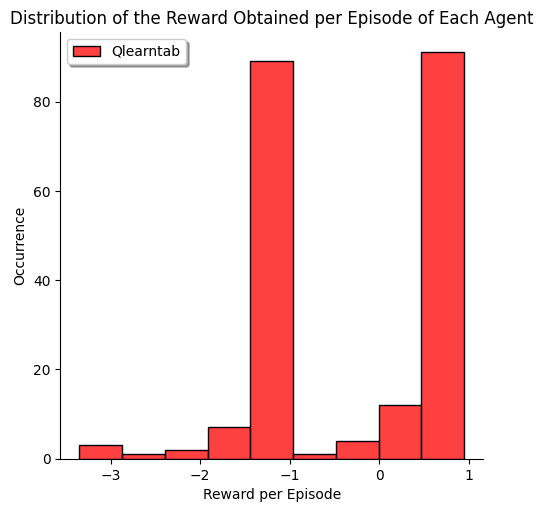 Distribution of the Reward Obtained per Episode of Each Agent
Qlearntab
80
60
40
20
0
Occurrence
−3
−2
−1
0
1
Reward per Episode